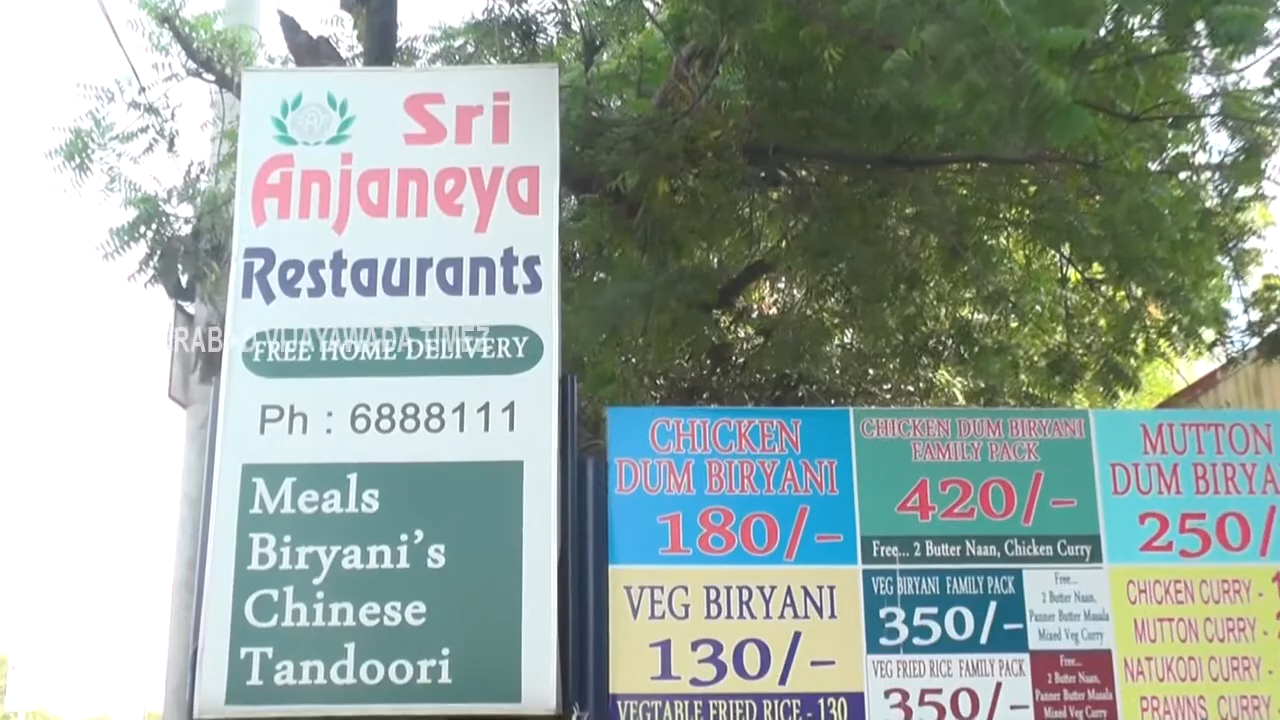 Sri
Anjaneya
Restaurants
VIJAYAWADA TIMEZ
FREE HOME DELIVERY
Ph : 6888111
Meals
Biryani's
Chinese
Tandoori
CHICKEN
DUM BIRYANI
180/-
VEG BIRYANI
130/-
VEGTABLE FRIED RICE - 130
CHICKEN DUM BIRYANI
FAMILY PACK
420/-
Free... 2 Butter Naan, Chicken Curry
VEG BIRYANI FAMILY PACK
350/-
Free...
2 Butter Naan,
Panner Butter Masala
Mixed Veg Curry
VEG FRIED RICE FAMILY PACK
350/-
Free...
2 Butter Naan,
Panner Butter Masala
Mixed Veg Curry
MUTTON
DUM
250/
CHICKEN CURRY -
MUTTON CURRY -
NATUKODI CURRY -
PRAWNS CURRY